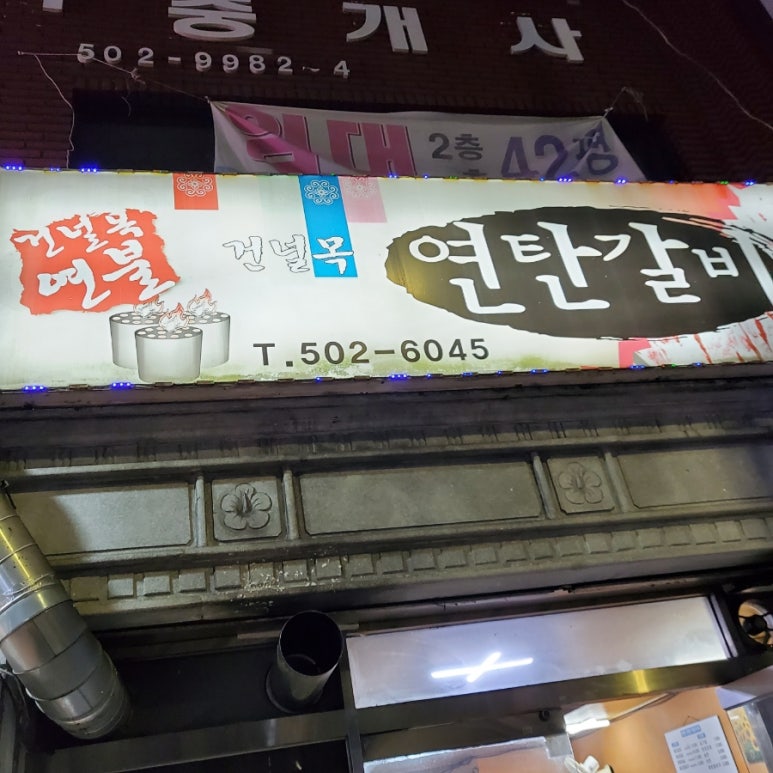 중개사
502-9982~4
임대 2층 42평
건널목
연불
건널목 연탄갈비
T.502-6045